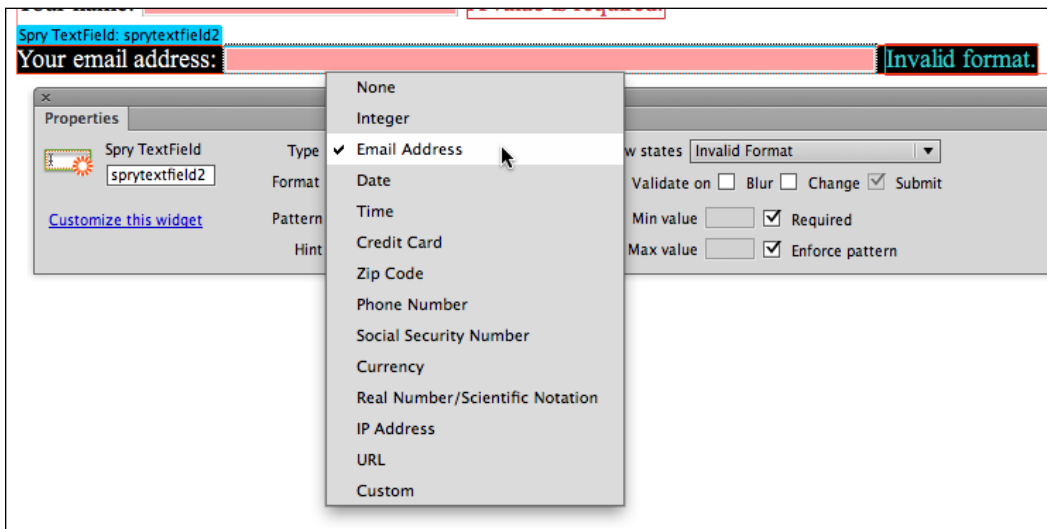 Your name:
A value is required.
Spry TextField: sprytextfield2
Your email address: Invalid format.
Properties
Spry TextField
sprytextfield2
Customize this widget
Type
Format
Pattern
Hint
None
Integer
✔ Email Address
Date
Time
Credit Card
Zip Code
Phone Number
Social Security Number
Currency
Real Number/Scientific Notation
IP Address
URL
Custom
w states Invalid Format
Validate on Blur Change Submit
Min value Required
Max value Enforce pattern